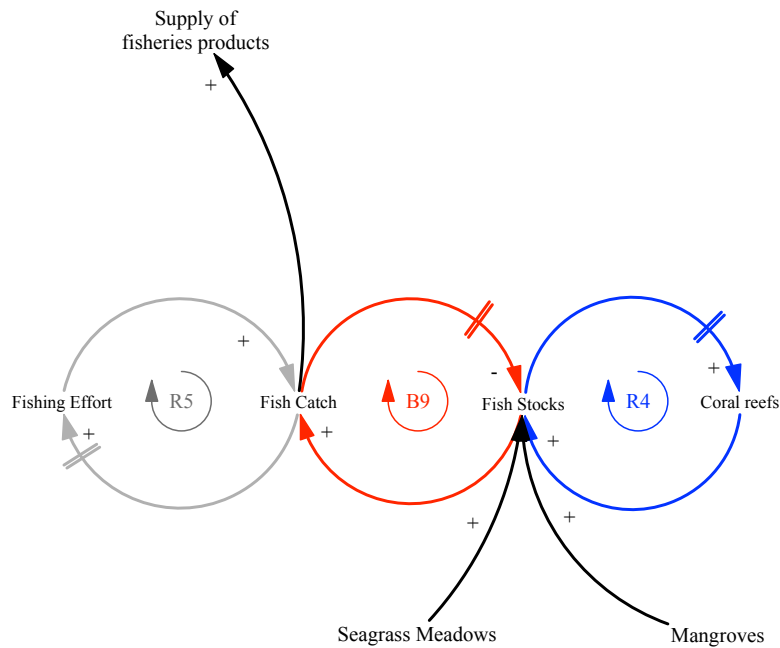 Supply of
fisheries products
+
+
+
+
-
+
+
+
+
+
Fishing Effort
R5
Fish Catch
B9
Fish Stocks
R4
Coral reefs
Seagrass Meadows
Mangroves